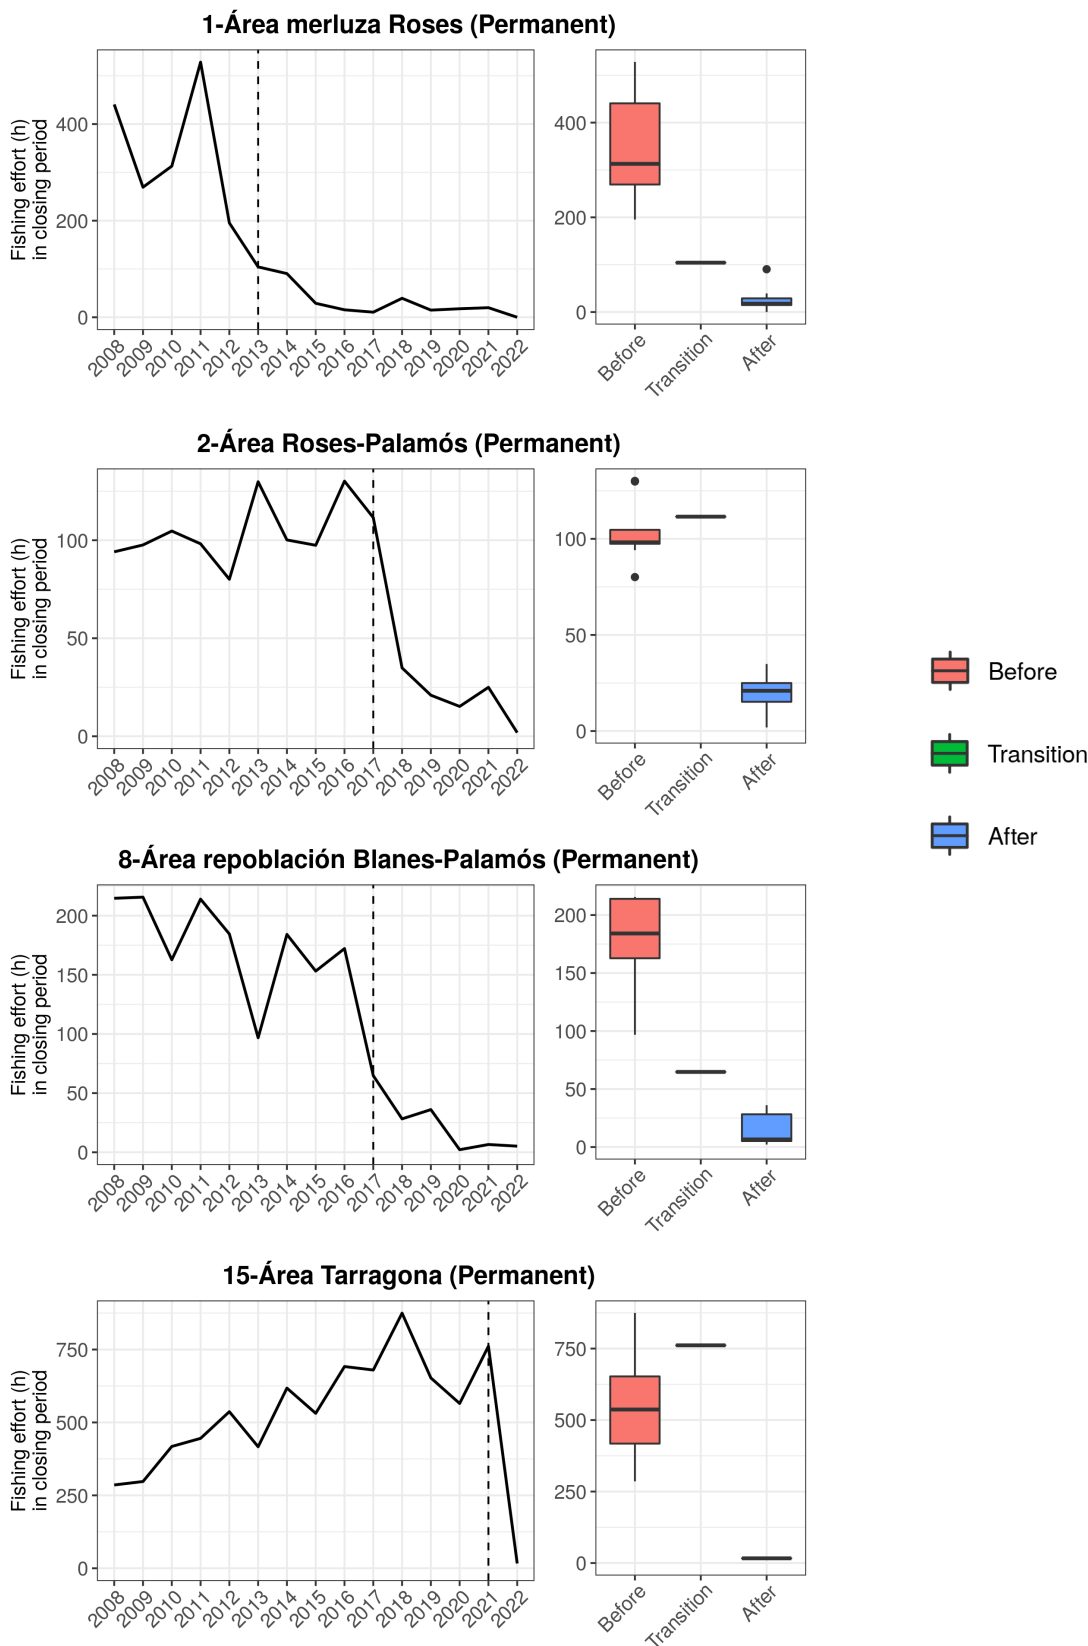 1-Área merluza Roses (Permanent)
Fishing effort (h)
in closing period
400
200
0
2008 2009 2010 2011 2012 2013 2014 2015 2016 2017 2018 2019 2020 2021 2022
400
200
0
Before Transition After
2-Área Roses-Palamós (Permanent)
Fishing effort (h)
in closing period
100
50
0
2008 2009 2010 2011 2012 2013 2014 2015 2016 2017 2018 2019 2020 2021 2022
100
50
0
Before Transition After
Before
Transition
After
8-Área repoblación Blanes-Palamós (Permanent)
Fishing effort (h)
in closing period
200
150
100
50
0
2008 2009 2010 2011 2012 2013 2014 2015 2016 2017 2018 2019 2020 2021 2022
200
150
100
50
0
Before Transition After
15-Área Tarragona (Permanent)
Fishing effort (h)
in closing period
750
500
250
0
2008 2009 2010 2011 2012 2013 2014 2015 2016 2017 2018 2019 2020 2021 2022
750
500
250
0
Before Transition After